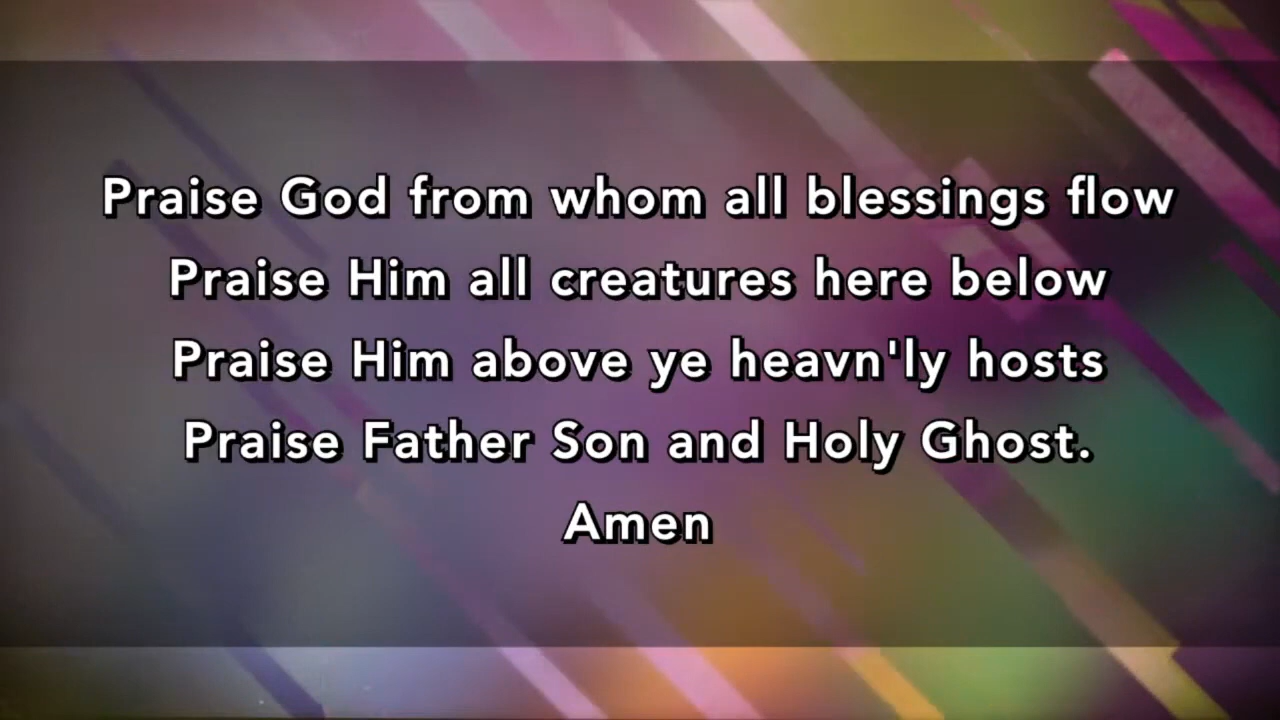 Praise God from whom all blessings flow
Praise Him all creatures here below
Praise Him above ye heavn'ly hosts
Praise Father Son and Holy Ghost.
Amen